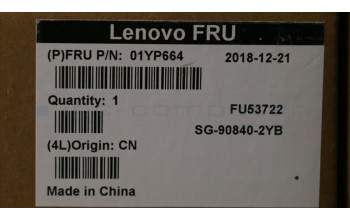 Lenovo FRU
(P)FRU P/N: 01YP664 2018-12-21
Quantity: 1 FU53722
SG-90840-2YB
(4L)Origin: CN
Made in China